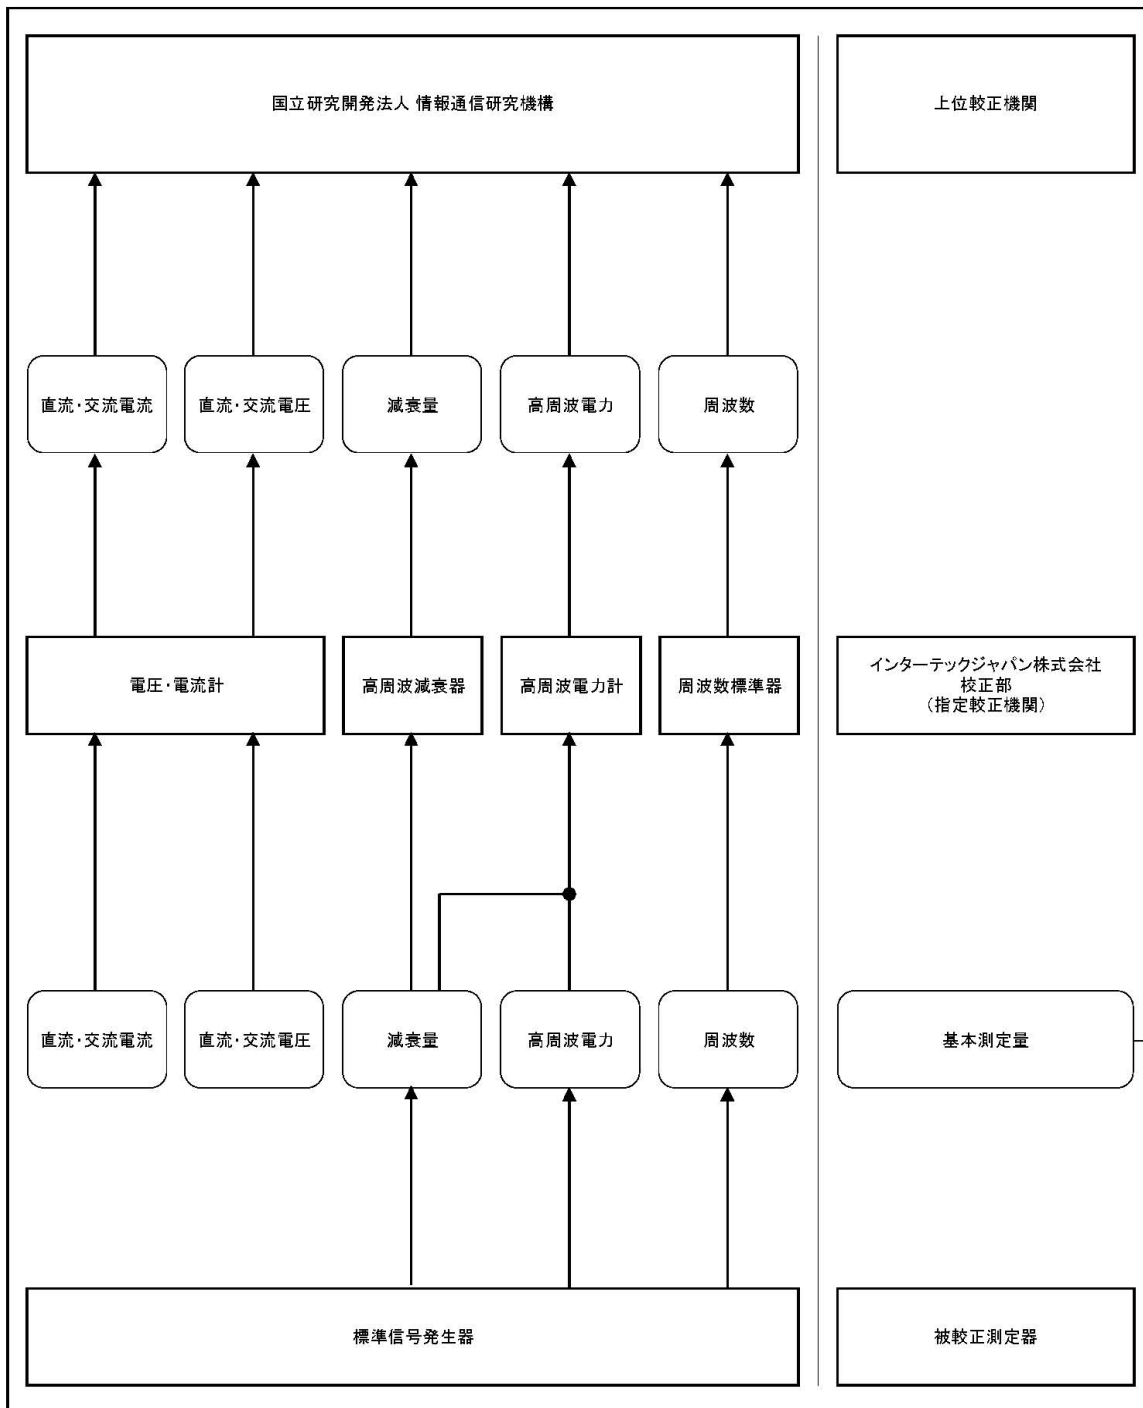 国立研究開発法人 情報通信研究機構
上位較正機関
直流・交流電流
直流・交流電圧
減衰量
高周波電力
周波数
電圧・電流計
高周波減衰器
高周波電力計
周波数標準器
インターテックジャパン株式会社
校正部
（指定較正機関）
直流・交流電流
直流・交流電圧
減衰量
高周波電力
周波数
基本測定量
標準信号発生器
被較正測定器